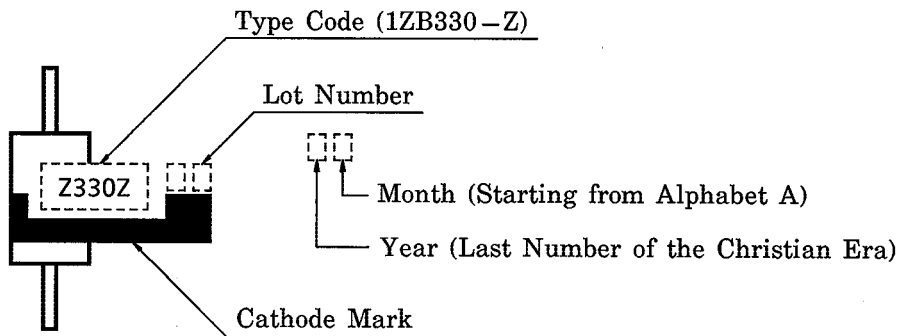 Type Code (1ZB330–Z)
Lot Number
Z330Z
Month (Starting from Alphabet A)
Year (Last Number of the Christian Era)
Cathode Mark